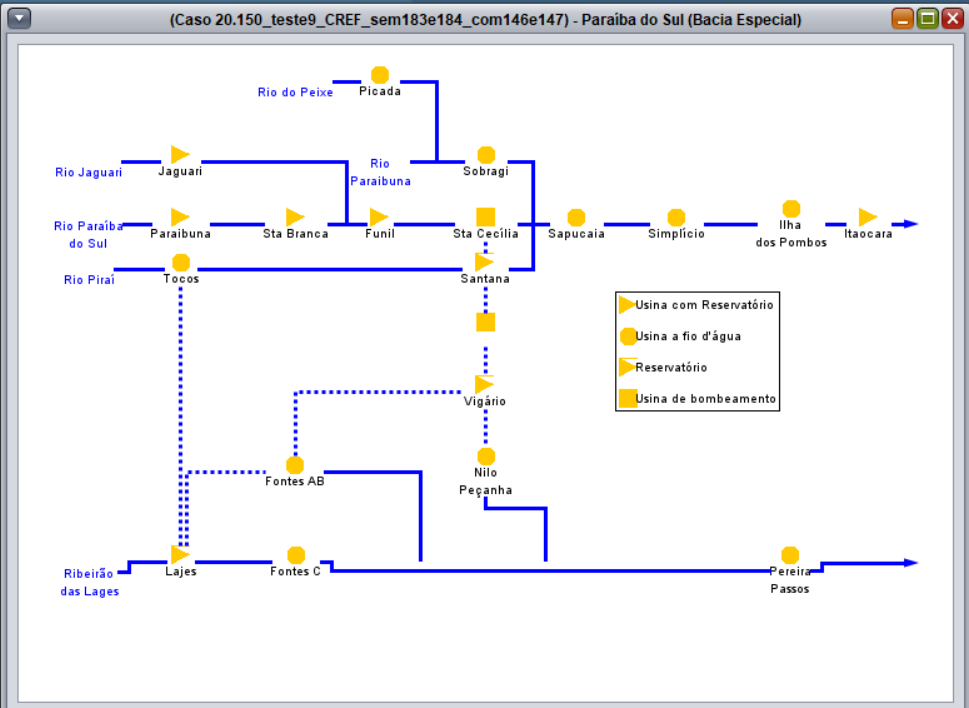 (Caso 20.150_teste9_CREF_sem183e184_com146e147) - Paraíba do Sul (Bacia Especial)
Rio do Peixe
Picada
Rio Jaguari
Jaguari
Rio
Paraibuna
Sobragi
Rio Paraíba
do Sul
Paraibuna
Sta Branca
Funil
Sta Cecília
Sapucaia
Simplício
Ilha
dos Pombos
Itaocara
Rio Piraí
Tocos
Santana
Usina com Reservatório
Usina a fio d'água
Reservatório
Usina de bombeamento
Vigário
Fontes AB
Nilo
Peçanha
Ribeirão
das Lages
Lajes
Fontes C
Pereira
Passos